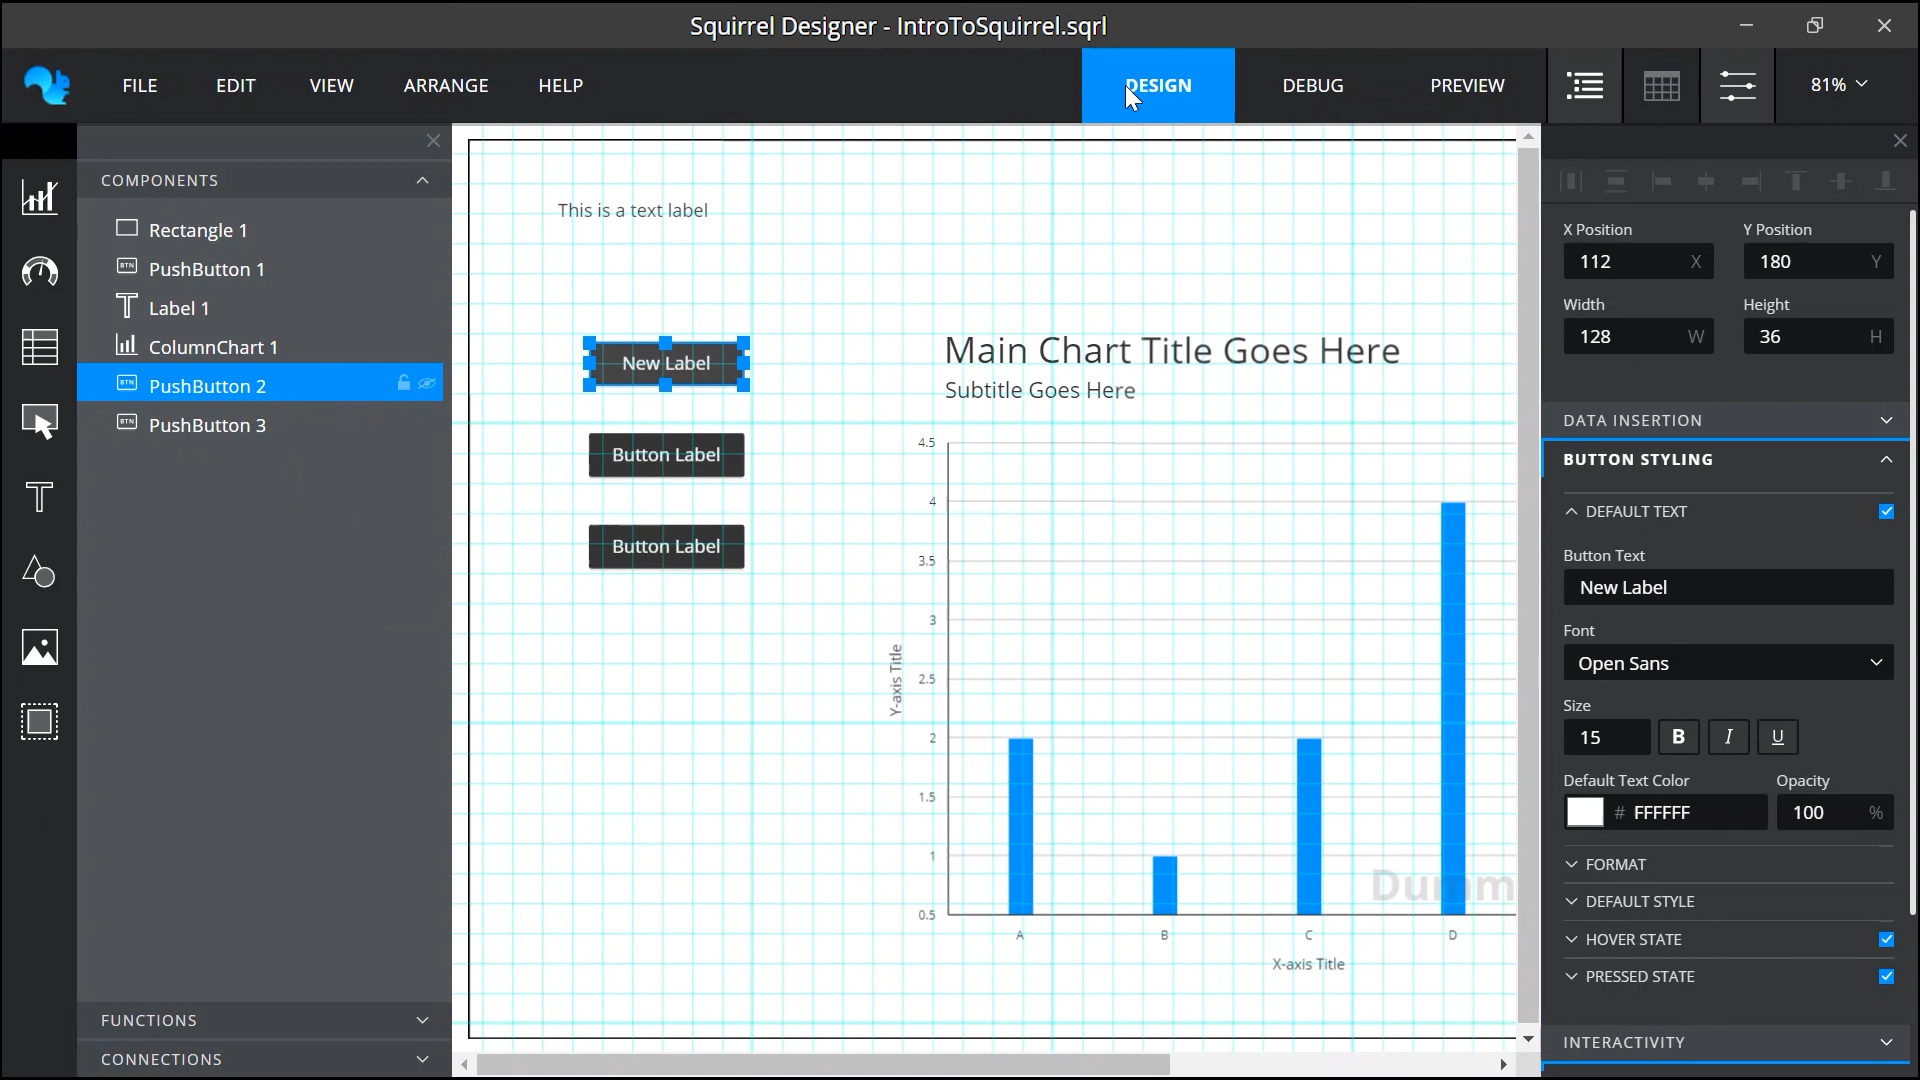 Squirrel Designer - IntroToSquirrel.sqrl
FILE EDIT VIEW ARRANGE HELP DESIGN DEBUG PREVIEW 81%
COMPONENTS
Rectangle 1
BTN PushButton 1
Label 1
ColumnChart 1
BTN PushButton 2
BTN PushButton 3
FUNCTIONS
CONNECTIONS
This is a text label
New Label
Button Label
Button Label
Main Chart Title Goes Here
Subtitle Goes Here
4.5
4
3.5
3
2.5
2
1.5
1
0.5
Y-axis Title
A B C D
X-axis Title
Dumm
X Position Y Position
112 X 180 Y
Width Height
128 W 36 H
DATA INSERTION
BUTTON STYLING
DEFAULT TEXT
Button Text
New Label
Font
Open Sans
Size
15 B I U
Default Text Color Opacity
# FFFFFF 100 %
FORMAT
DEFAULT STYLE
HOVER STATE
PRESSED STATE
INTERACTIVITY